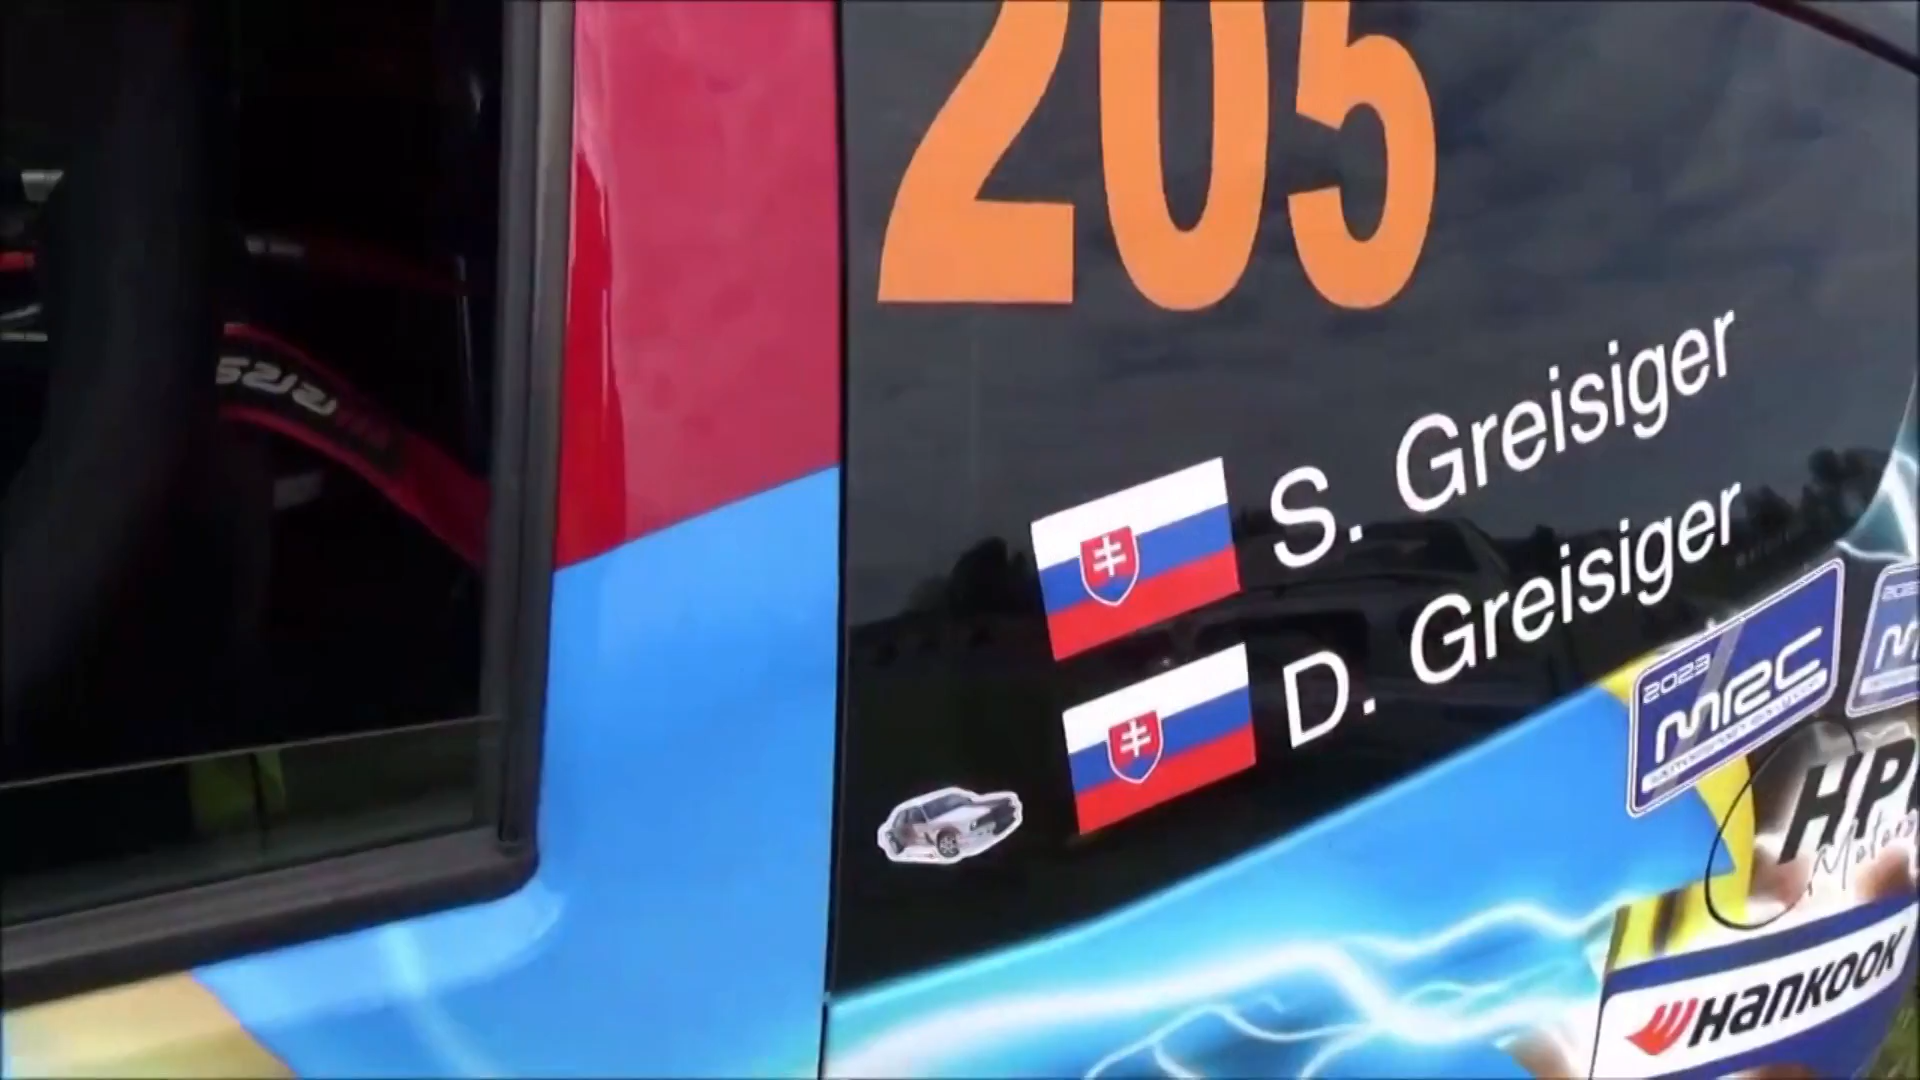 205
S. Greisiger
D. Greisiger
2023
MRC
HP
HANKOOK